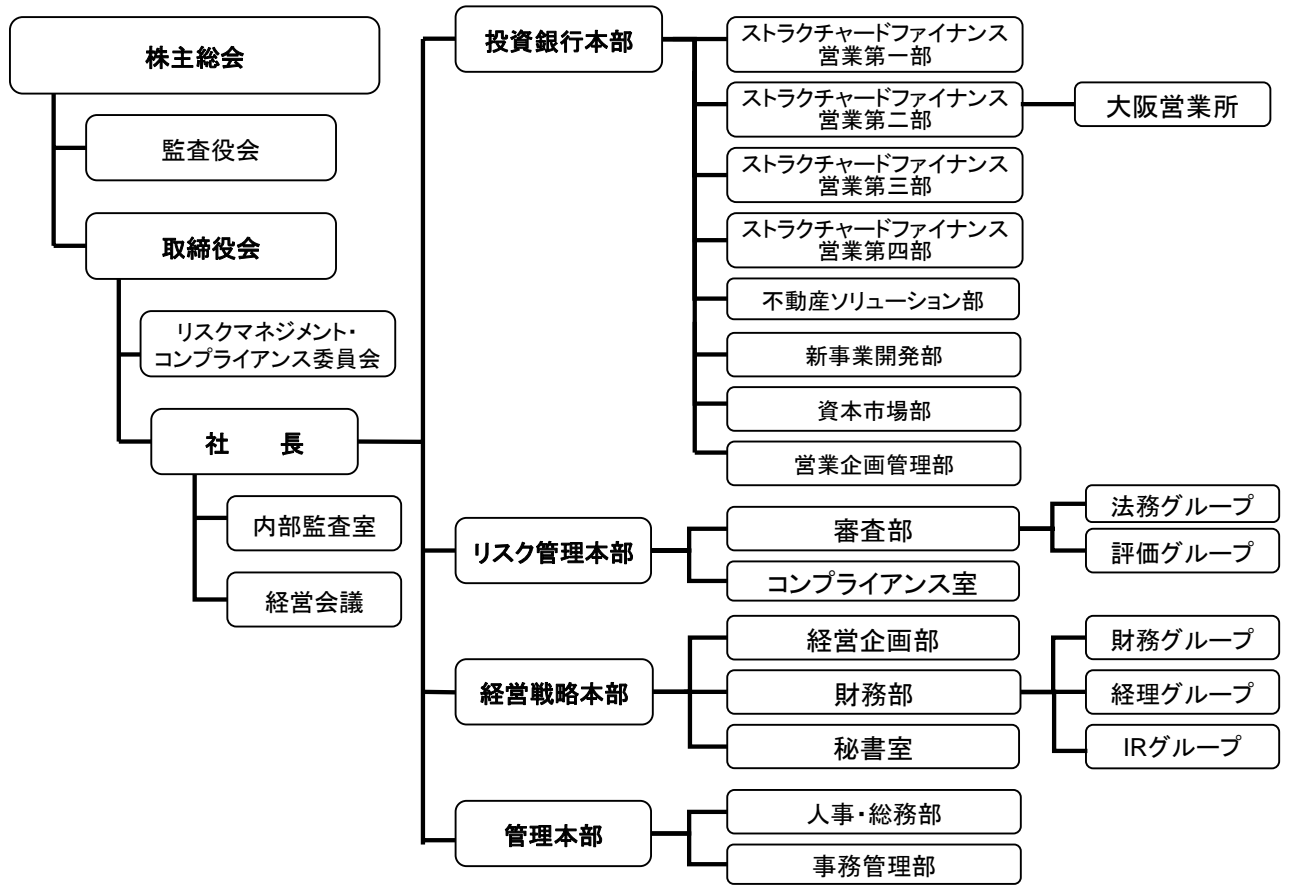 株主総会
監査役会
取締役会
リスクマネジメント・
コンプライアンス委員会
社　　長
内部監査室
経営会議
投資銀行本部
ストラクチャードファイナンス
営業第一部
ストラクチャードファイナンス
営業第二部
大阪営業所
ストラクチャードファイナンス
営業第三部
ストラクチャードファイナンス
営業第四部
不動産ソリューション部
新事業開発部
資本市場部
営業企画管理部
リスク管理本部
審査部
法務グループ
評価グループ
コンプライアンス室
経営戦略本部
経営企画部
財務部
財務グループ
経理グループ
IRグループ
秘書室
管理本部
人事・総務部
事務管理部